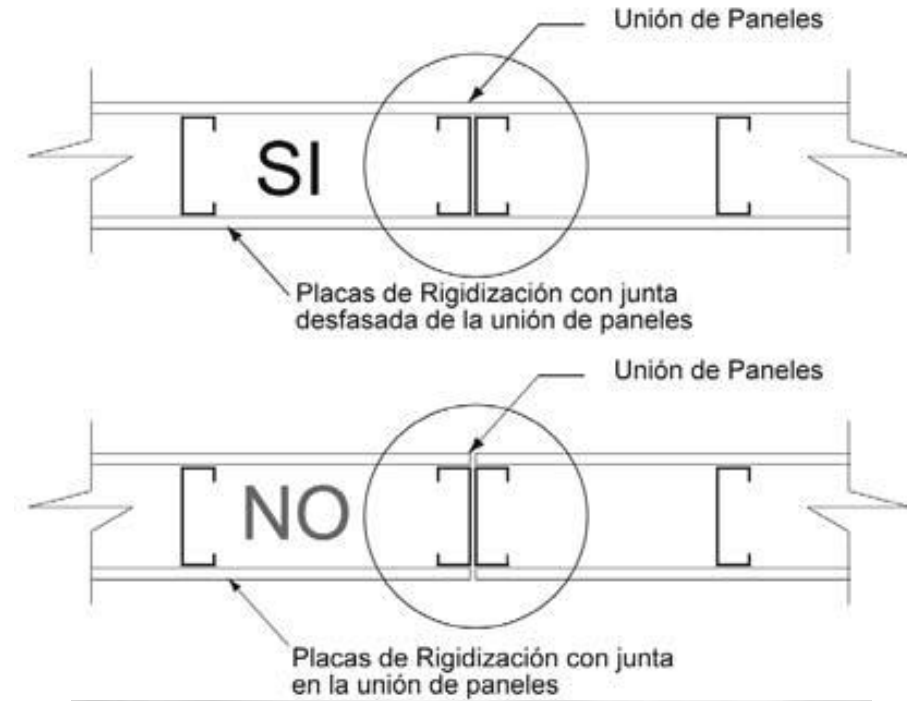 Unión de Paneles
SI
Placas de Rigidización con junta
desfasada de la unión de paneles
Unión de Paneles
NO
Placas de Rigidización con junta
en la unión de paneles